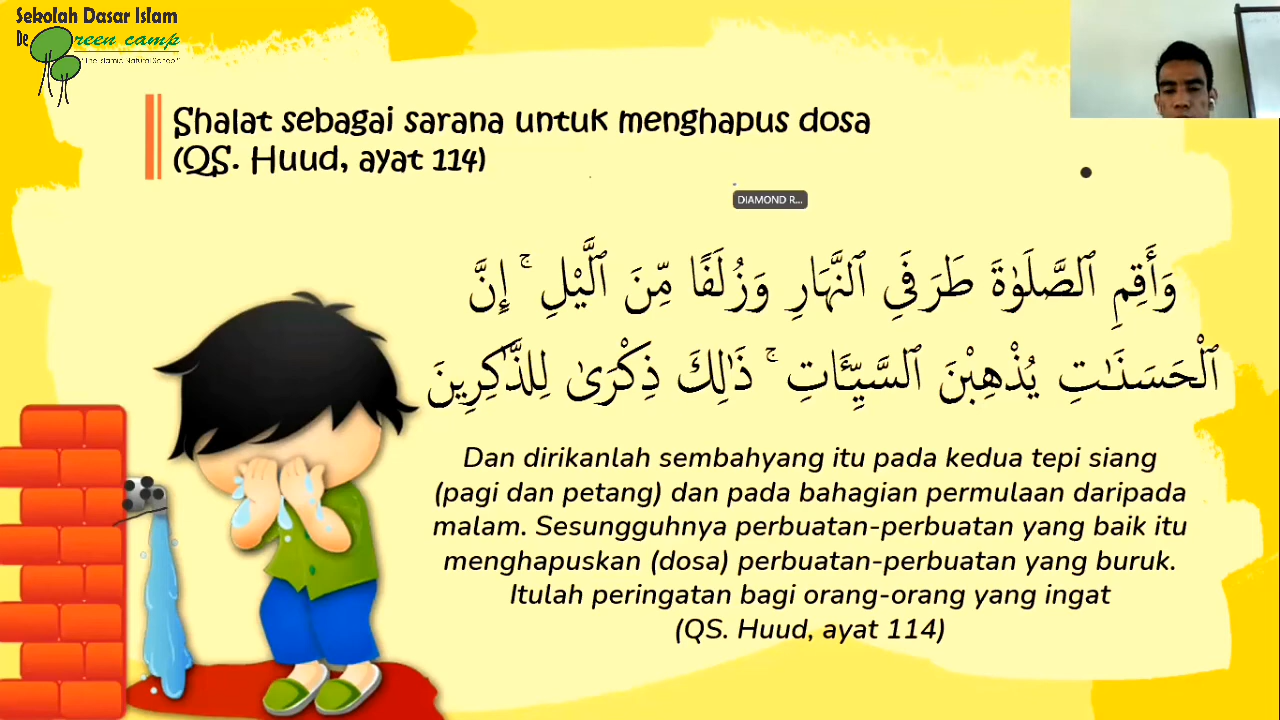 Sekolah Dasar Islam
De Green camp
Shalat sebagai sarana untuk menghapus dosa
(QS. Huud, ayat 114)
DIAMOND R...
وَأَقِمِ ٱلصَّلَوٰةَ طَرَفَىِ ٱلنَّهَارِ وَزُلَفًا مِّنَ ٱلَّيْلِ ۚ إِنَّ
ٱلْحَسَنَـٰتِ يُذْهِبْنَ ٱلسَّيِّـَٔاتِ ۚ ذَٰلِكَ ذِكْرَىٰ لِلذَّٰكِرِينَ
Dan dirikanlah sembahyang itu pada kedua tepi siang
(pagi dan petang) dan pada bahagian permulaan daripada
malam. Sesungguhnya perbuatan-perbuatan yang baik itu
menghapuskan (dosa) perbuatan-perbuatan yang buruk.
Itulah peringatan bagi orang-orang yang ingat
(QS. Huud, ayat 114)